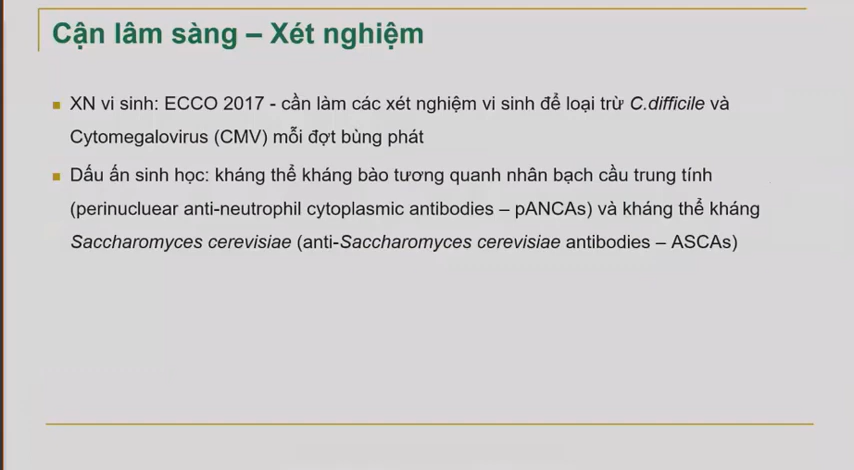 Cận lâm sàng – Xét nghiệm
XN vi sinh: ECCO 2017 - cần làm các xét nghiệm vi sinh để loại trừ C.difficile và
Cytomegalovirus (CMV) mỗi đợt bùng phát
Dấu ấn sinh học: kháng thể kháng bào tương quanh nhân bạch cầu trung tính
(perinucluear anti-neutrophil cytoplasmic antibodies – pANCAs) và kháng thể kháng
Saccharomyces cerevisiae (anti-Saccharomyces cerevisiae antibodies – ASCAs)